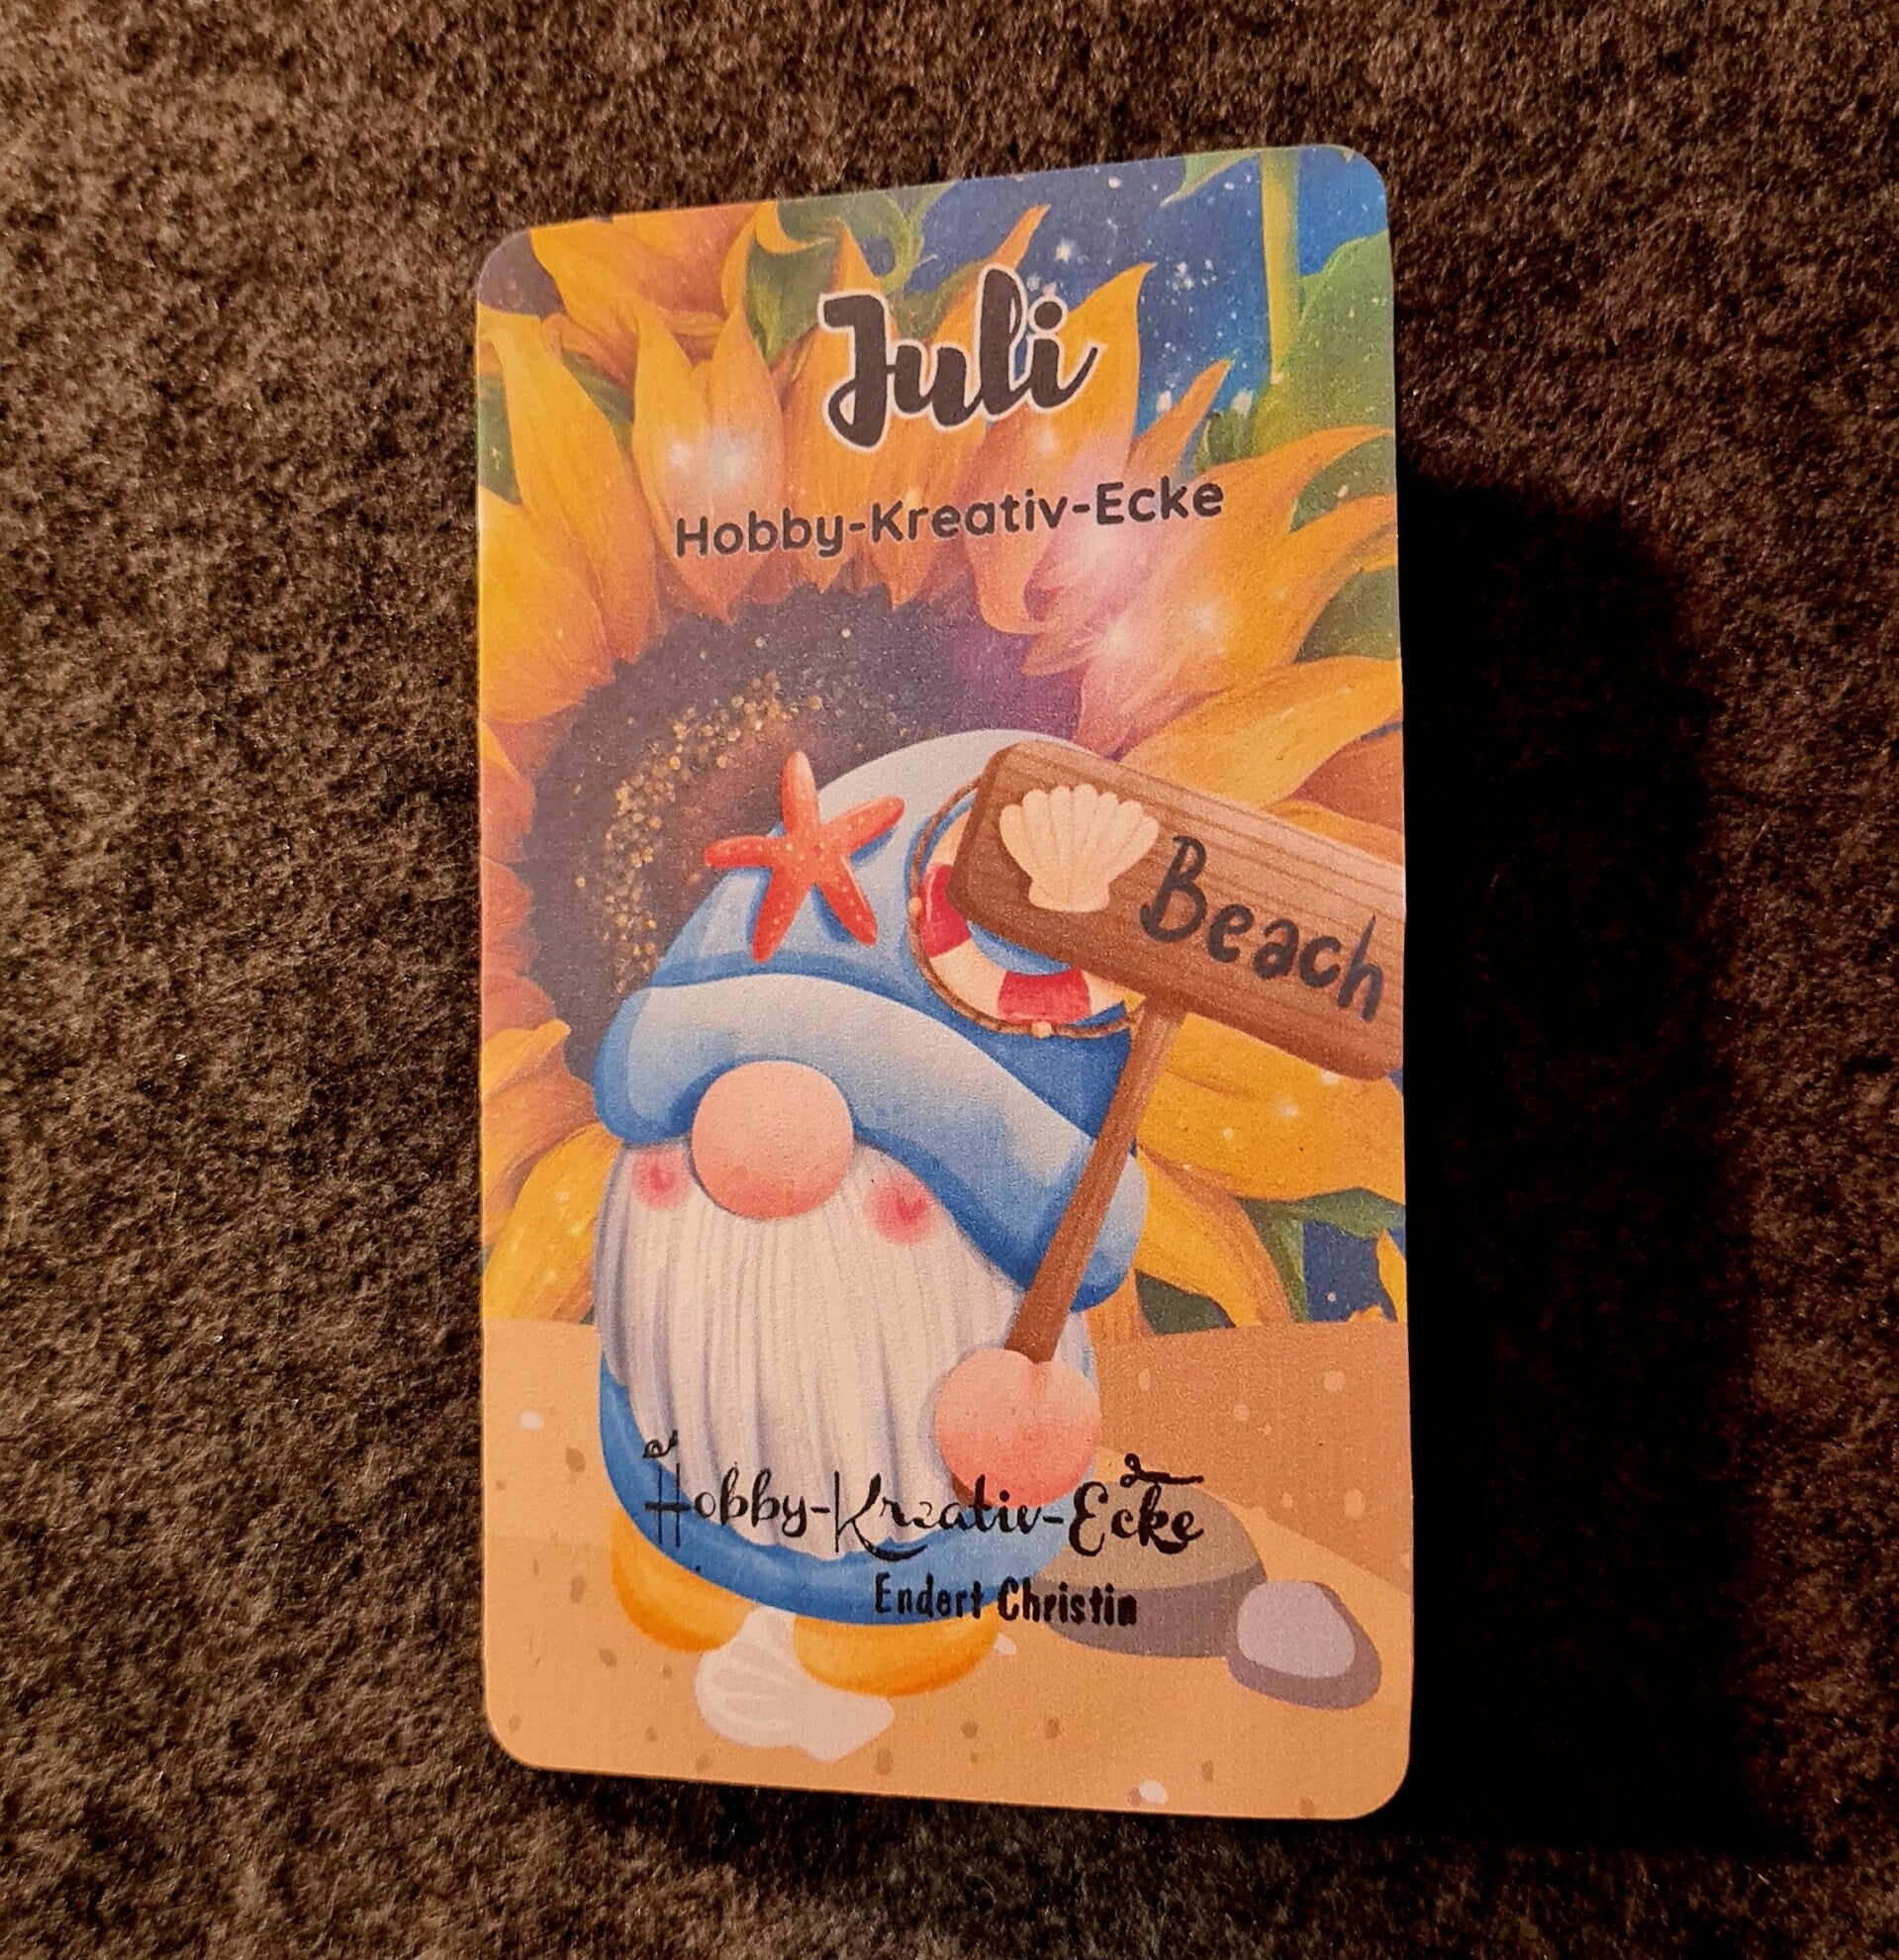 Juli
Hobby-Kreativ-Ecke
Beach
Hobby-Kreativ-Ecke
Endert Christin